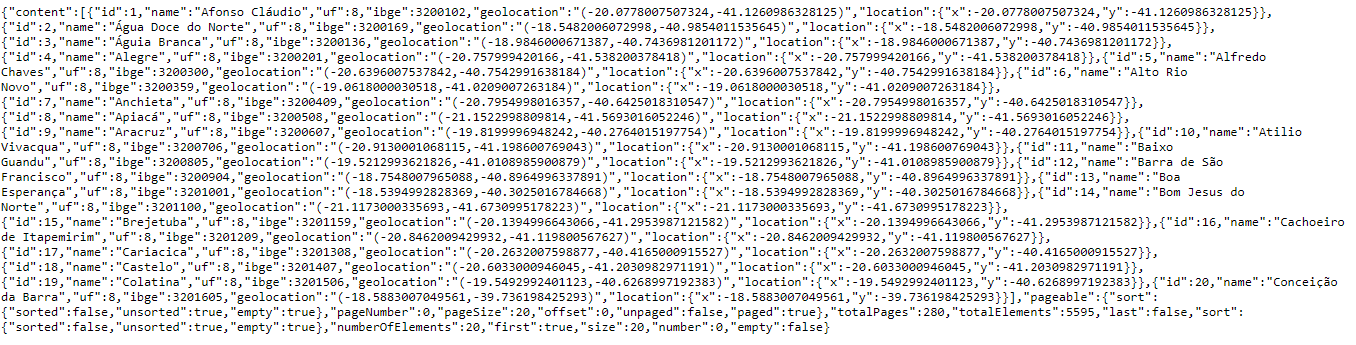 {"content":[{"id":1,"name":"Afonso Cláudio","uf":8,"ibge":3200102,"geolocation":"(-20.0778007507324,-41.1260986328125)","location":{"x":-20.0778007507324,"y":-41.1260986328125}},
{"id":2,"name":"Água Doce do Norte","uf":8,"ibge":3200169,"geolocation":"(-18.5482006072998,-40.9854011535645)","location":{"x":-18.5482006072998,"y":-40.9854011535645}},
{"id":3,"name":"Águia Branca","uf":8,"ibge":3200136,"geolocation":"(-18.9846000671387,-40.7436981201172)","location":{"x":-18.9846000671387,"y":-40.7436981201172}},
{"id":4,"name":"Alegre","uf":8,"ibge":3200201,"geolocation":"(-20.757999420166,-41.538200378418)","location":{"x":-20.757999420166,"y":-41.538200378418}},{"id":5,"name":"Alfredo
Chaves","uf":8,"ibge":3200300,"geolocation":"(-20.6396007537842,-40.7542991638184)","location":{"x":-20.6396007537842,"y":-40.7542991638184}},{"id":6,"name":"Alto Rio
Novo","uf":8,"ibge":3200359,"geolocation":"(-19.0618000030518,-41.0209007263184)","location":{"x":-19.0618000030518,"y":-41.0209007263184}},
{"id":7,"name":"Anchieta","uf":8,"ibge":3200409,"geolocation":"(-20.7954998016357,-40.6425018310547)","location":{"x":-20.7954998016357,"y":-40.6425018310547}},
{"id":8,"name":"Apiacá","uf":8,"ibge":3200508,"geolocation":"(-21.1522998809814,-41.5693016052246)","location":{"x":-21.1522998809814,"y":-41.5693016052246}},
{"id":9,"name":"Aracruz","uf":8,"ibge":3200607,"geolocation":"(-19.8199996948242,-40.2764015197754)","location":{"x":-19.8199996948242,"y":-40.2764015197754}},{"id":10,"name":"Atilio
Vivacqua","uf":8,"ibge":3200706,"geolocation":"(-20.9130001068115,-41.198600769043)","location":{"x":-20.9130001068115,"y":-41.198600769043}},{"id":11,"name":"Baixo
Guandu","uf":8,"ibge":3200805,"geolocation":"(-19.5212993621826,-41.0108985900879)","location":{"x":-19.5212993621826,"y":-41.0108985900879}},{"id":12,"name":"Barra de São
Francisco","uf":8,"ibge":3200904,"geolocation":"(-18.7548007965088,-40.8964996337891)","location":{"x":-18.7548007965088,"y":-40.8964996337891}},{"id":13,"name":"Boa
Esperança","uf":8,"ibge":3201001,"geolocation":"(-18.5394992828369,-40.3025016784668)","location":{"x":-18.5394992828369,"y":-40.3025016784668}},{"id":14,"name":"Bom Jesus do
Norte","uf":8,"ibge":3201100,"geolocation":"(-21.1173000335693,-41.6730995178223)","location":{"x":-21.1173000335693,"y":-41.6730995178223}},
{"id":15,"name":"Brejetuba","uf":8,"ibge":3201159,"geolocation":"(-20.1394996643066,-41.2953987121582)","location":{"x":-20.1394996643066,"y":-41.2953987121582}},{"id":16,"name":"Cachoeiro
de Itapemirim","uf":8,"ibge":3201209,"geolocation":"(-20.8462009429932,-41.119800567627)","location":{"x":-20.8462009429932,"y":-41.119800567627}},
{"id":17,"name":"Cariacica","uf":8,"ibge":3201308,"geolocation":"(-20.2632007598877,-40.4165000915527)","location":{"x":-20.2632007598877,"y":-40.4165000915527}},
{"id":18,"name":"Castelo","uf":8,"ibge":3201407,"geolocation":"(-20.6033000946045,-41.2030982971191)","location":{"x":-20.6033000946045,"y":-41.2030982971191}},
{"id":19,"name":"Colatina","uf":8,"ibge":3201506,"geolocation":"(-19.5492992401123,-40.6268997192383)","location":{"x":-19.5492992401123,"y":-40.6268997192383}},{"id":20,"name":"Conceição
da Barra","uf":8,"ibge":3201605,"geolocation":"(-18.5883007049561,-39.736198425293)","location":{"x":-18.5883007049561,"y":-39.736198425293}}],"pageable":{"sort":
{"sorted":false,"unsorted":true,"empty":true},"pageNumber":0,"pageSize":20,"offset":0,"unpaged":false,"paged":true},"totalPages":280,"totalElements":5595,"last":false,"sort":
{"sorted":false,"unsorted":true,"empty":true},"numberOfElements":20,"first":true,"size":20,"number":0,"empty":false}